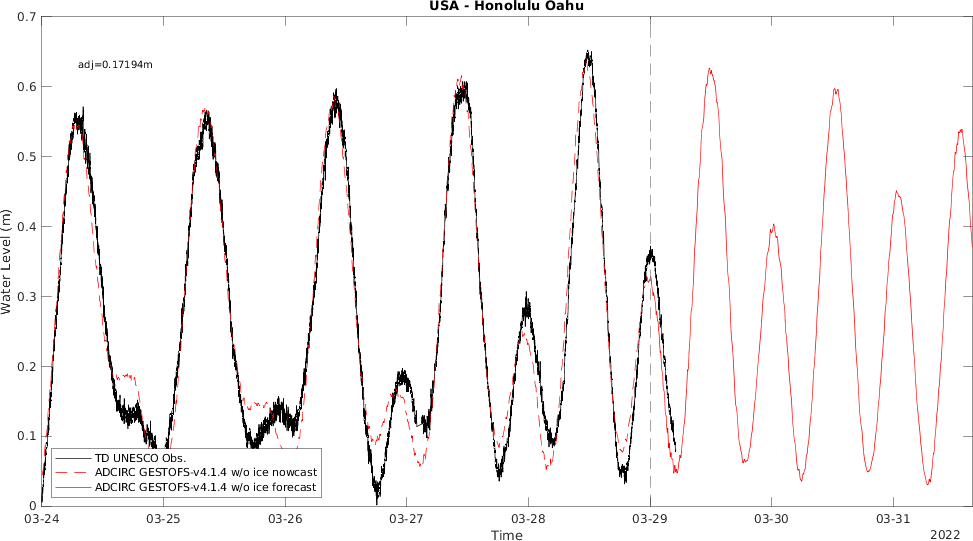 USA - Honolulu Oahu
adj=0.17194m
Water Level (m)
0.7
0.6
0.5
0.4
0.3
0.2
0.1
0
TD UNESCO Obs.
ADCIRC GESTOFS-v4.1.4 w/o ice nowcast
ADCIRC GESTOFS-v4.1.4 w/o ice forecast
03-24 03-25 03-26 03-27 03-28 03-29 03-30 03-31
Time
2022